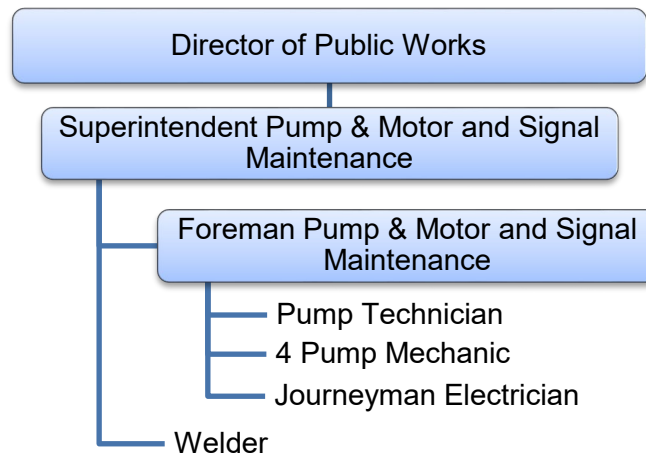 Director of Public Works
Superintendent Pump & Motor and Signal
Maintenance
Foreman Pump & Motor and Signal
Maintenance
Pump Technician
4 Pump Mechanic
Journeyman Electrician
Welder